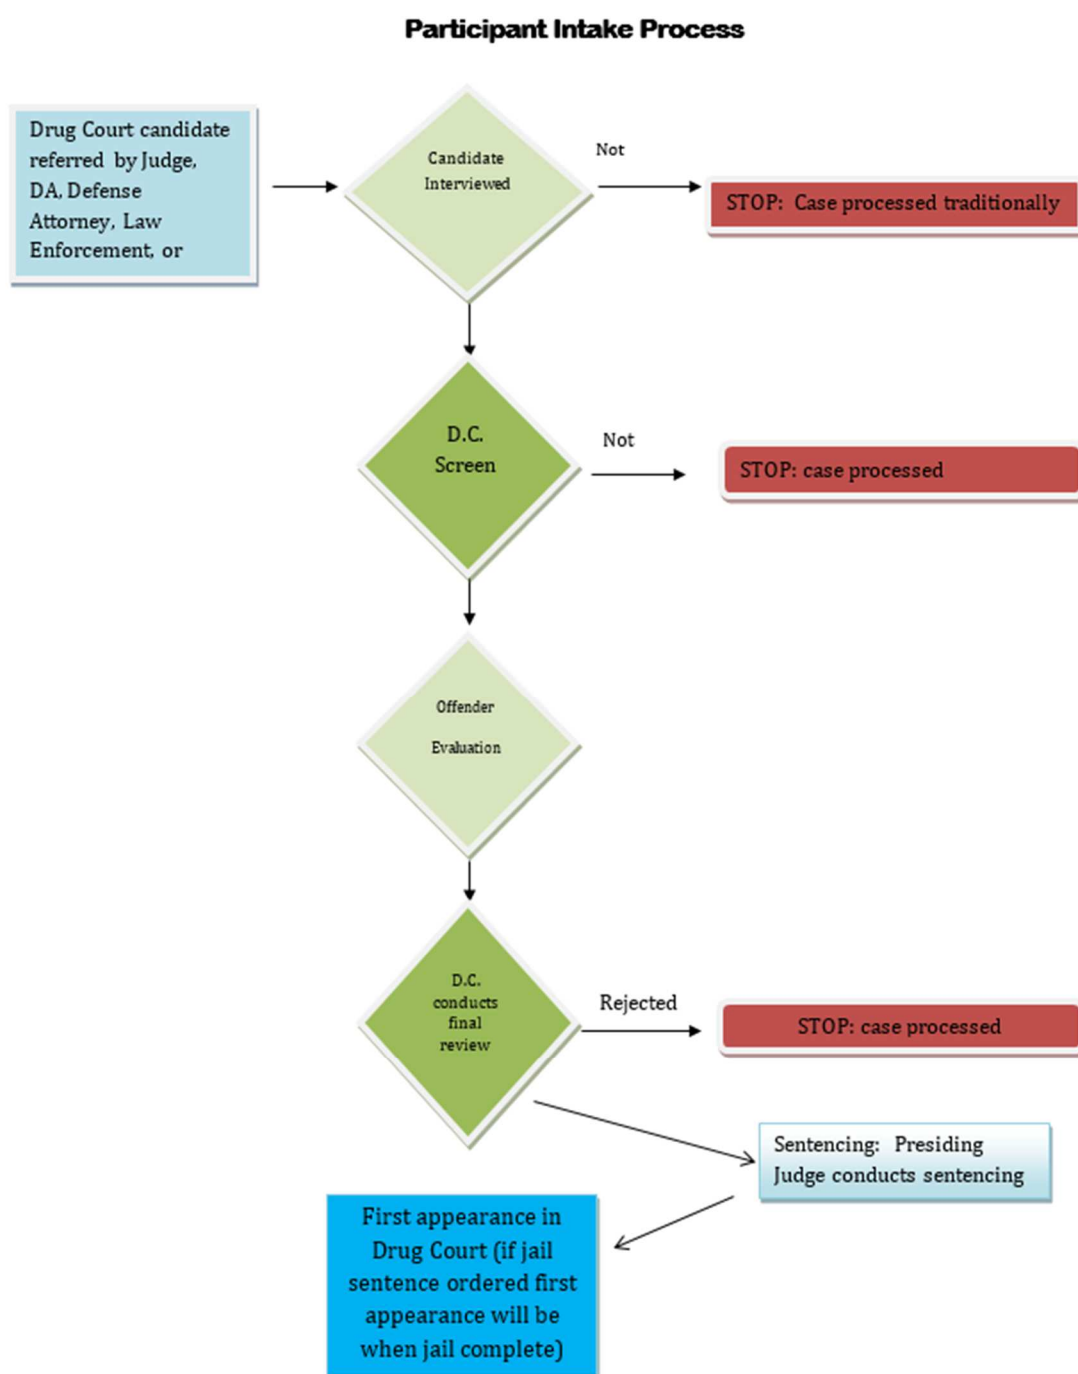 Participant Intake Process
Drug Court candidate
referred by Judge,
DA, Defense
Attorney, Law
Enforcement, or
Candidate
Interviewed
Not
STOP: Case processed traditionally
D.C.
Screen
Not
STOP: case processed
Offender
Evaluation
D.C.
conducts
final
review
Rejected
STOP: case processed
Sentencing: Presiding
Judge conducts sentencing
First appearance in
Drug Court (if jail
sentence ordered first
appearance will be
when jail complete)